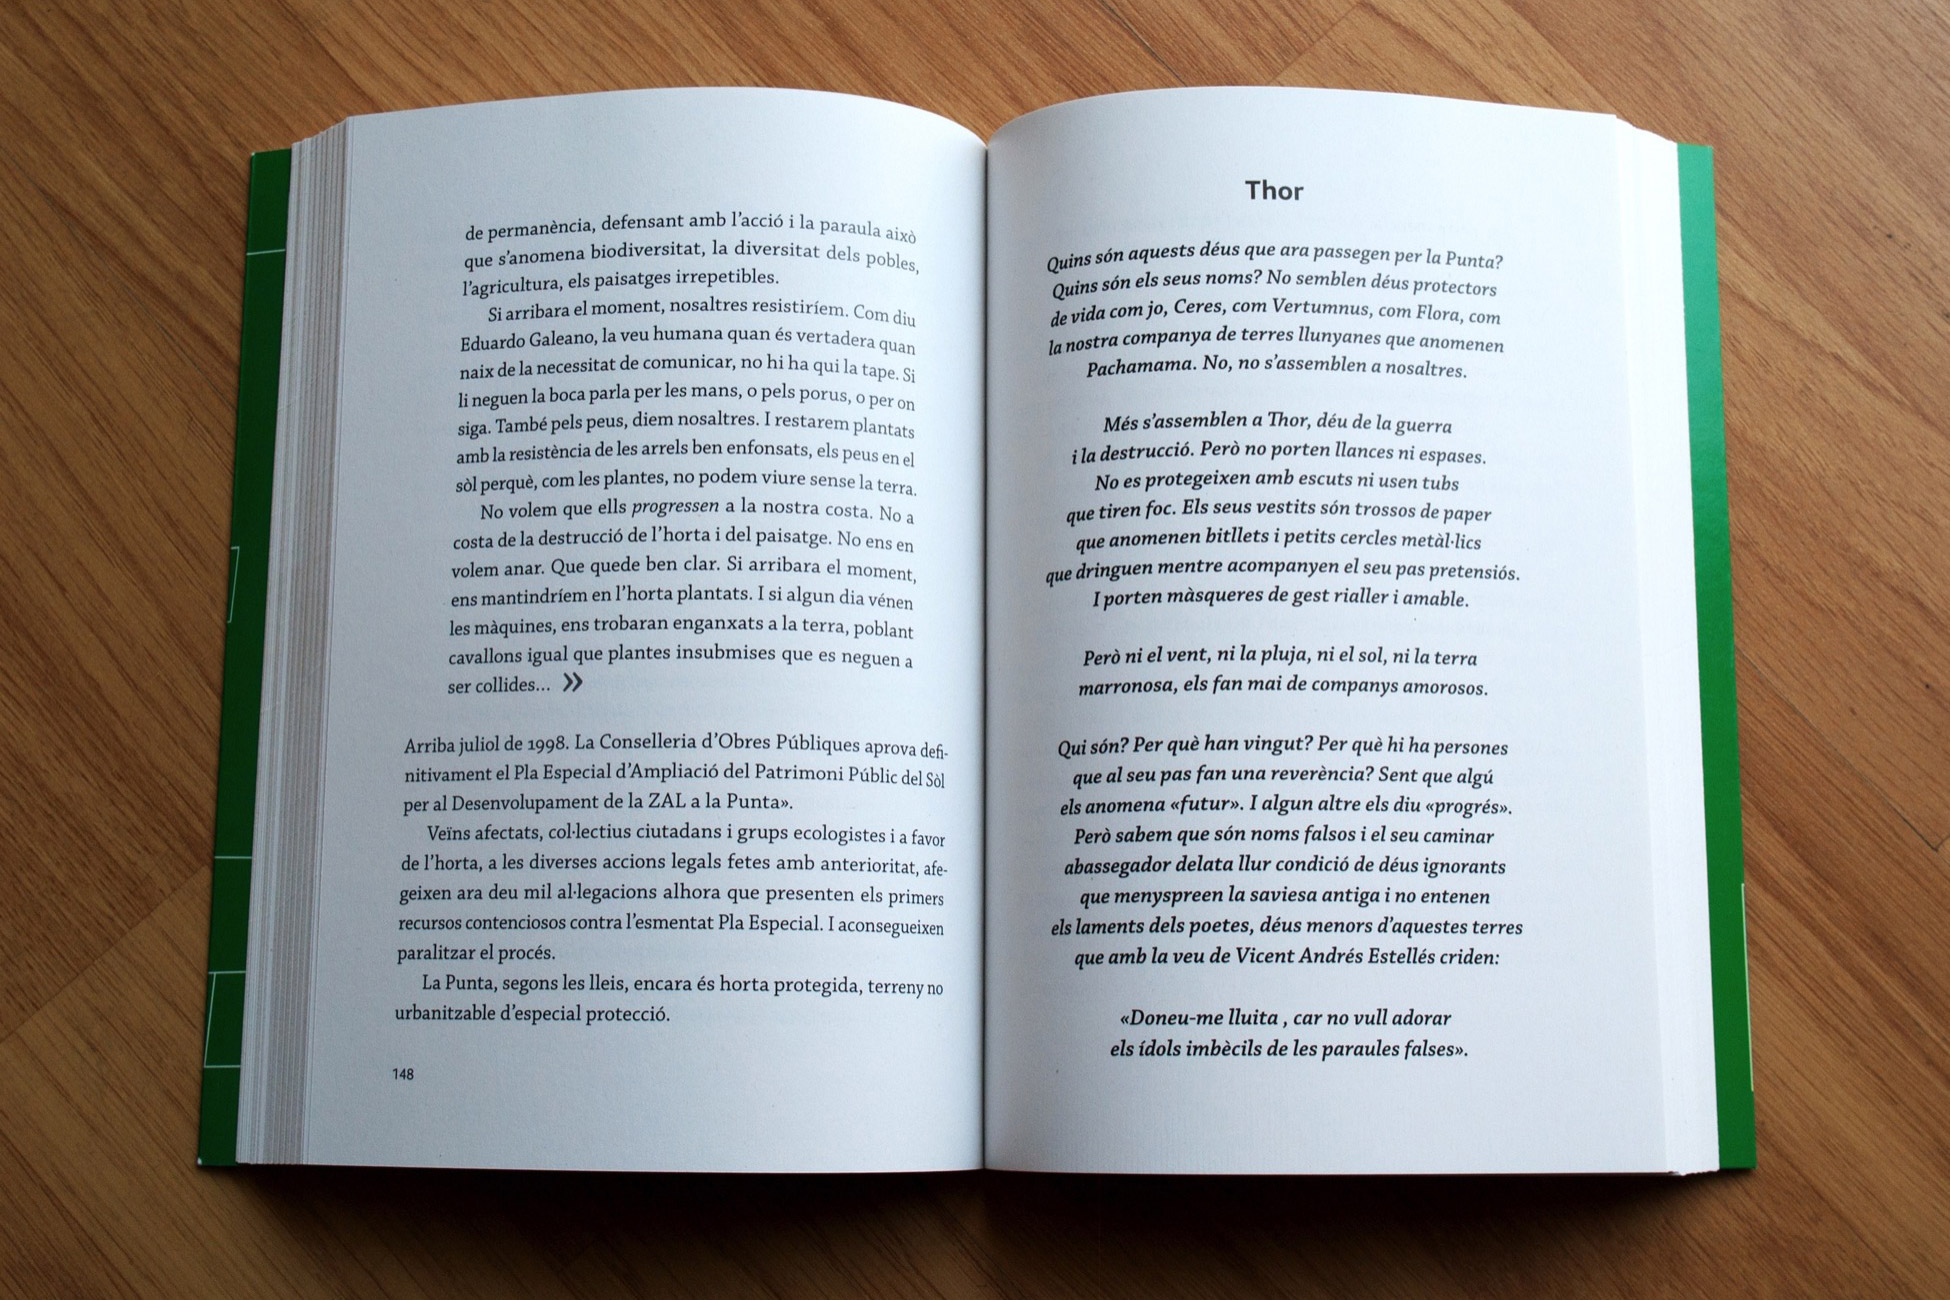 de permanència, defensant amb l'acció i la paraula això
que s'anomena biodiversitat, la diversitat dels pobles,
l'agricultura, els paisatges irrepetibles.
Si arribara el moment, nosaltres resistiríem. Com diu
Eduardo Galeano, la veu humana quan és vertadera quan
naix de la necessitat de comunicar, no hi ha qui la tape. Si
li neguen la boca parla per les mans, o pels porus, o per on
siga. També pels peus, diem nosaltres. I restarem plantats
amb la resistència de les arrels ben enfonsats, els peus en el
sòl perquè, com les plantes, no podem viure sense la terra.
No volem que ells progressen a la nostra costa. No a
costa de la destrucció de l'horta i del paisatge. No ens en
volem anar. Que quede ben clar. Si arribara el moment,
ens mantindríem en l'horta plantats. I si algun dia vénen
les màquines, ens trobaran enganxats a la terra, poblant
cavallons igual que plantes insubmises que es neguen a
ser collides... »
Arriba juliol de 1998. La Conselleria d'Obres Públiques aprova defi-
nitivament el Pla Especial d'Ampliació del Patrimoni Públic del Sòl
per al Desenvolupament de la ZAL a la Punta».
Veïns afectats, col·lectius ciutadans i grups ecologistes i a favor
de l'horta, a les diverses accions legals fetes amb anterioritat, afe-
geixen ara deu mil al·legacions alhora que presenten els primers
recursos contenciosos contra l'esmentat Pla Especial. I aconsegueixen
paralitzar el procés.
La Punta, segons les lleis, encara és horta protegida, terreny no
urbanitzable d'especial protecció.
148
Thor
Quins són aquests déus que ara passegen per la Punta?
Quins són els seus noms? No semblen déus protectors
de vida com jo, Ceres, com Vertumnus, com Flora, com
la nostra companya de terres llunyanes que anomenen
Pachamama. No, no s'assemblen a nosaltres.
Més s'assemblen a Thor, déu de la guerra
i la destrucció. Però no porten llances ni espases.
No es protegeixen amb escuts ni usen tubs
que tiren foc. Els seus vestits són trossos de paper
que anomenen bitllets i petits cercles metàl·lics
que dringuen mentre acompanyen el seu pas pretensiós.
I porten màsqueres de gest rialler i amable.
Però ni el vent, ni la pluja, ni el sol, ni la terra
marronosa, els fan mai de companys amorosos.
Qui són? Per què han vingut? Per què hi ha persones
que al seu pas fan una reverència? Sent que algú
els anomena «futur». I algun altre els diu «progrés».
Però sabem que són noms falsos i el seu caminar
abassegador delata llur condició de déus ignorants
que menyspreen la saviesa antiga i no entenen
els laments dels poetes, déus menors d'aquestes terres
que amb la veu de Vicent Andrés Estellés criden:
«Doneu-me lluita , car no vull adorar
els ídols imbècils de les paraules falses».